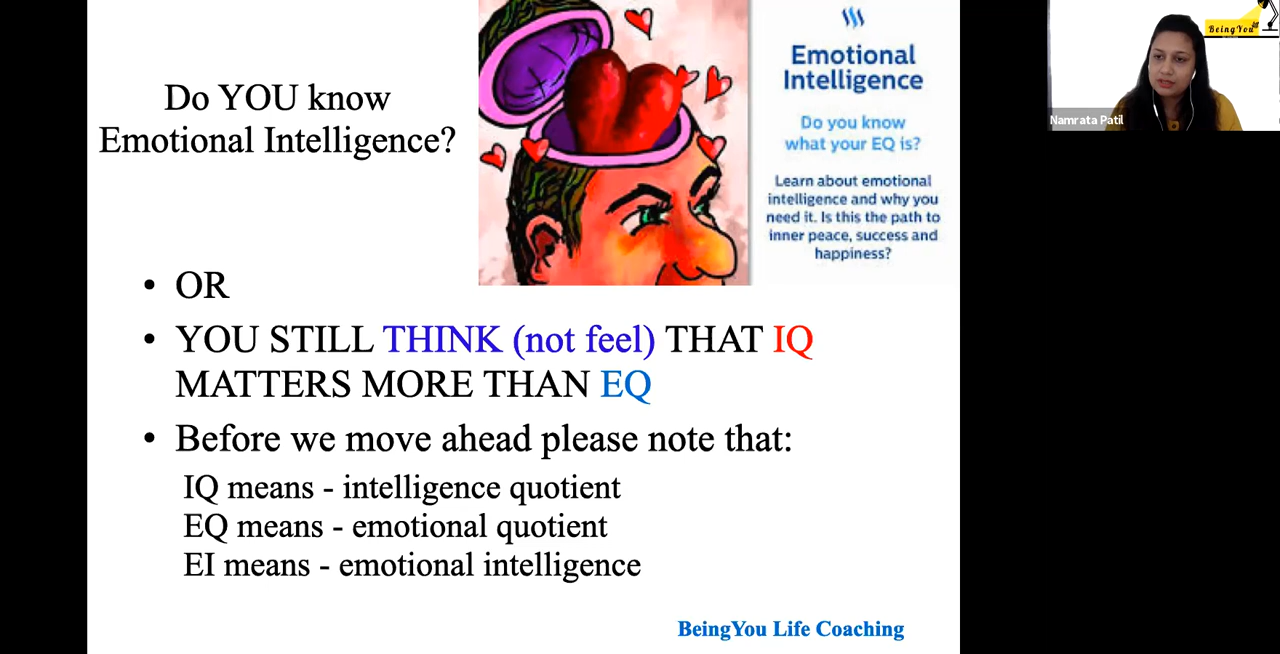 Do YOU know
Emotional Intelligence?
Emotional
Intelligence
Do you know
what your EQ is?
Learn about emotional
intelligence and why you
need it. Is this the path to
inner peace, success and
happiness?
BeingYou
Namrata Patil
• OR
• YOU STILL THINK (not feel) THAT IQ
MATTERS MORE THAN EQ
• Before we move ahead please note that:
IQ means - intelligence quotient
EQ means - emotional quotient
EI means - emotional intelligence
BeingYou Life Coaching